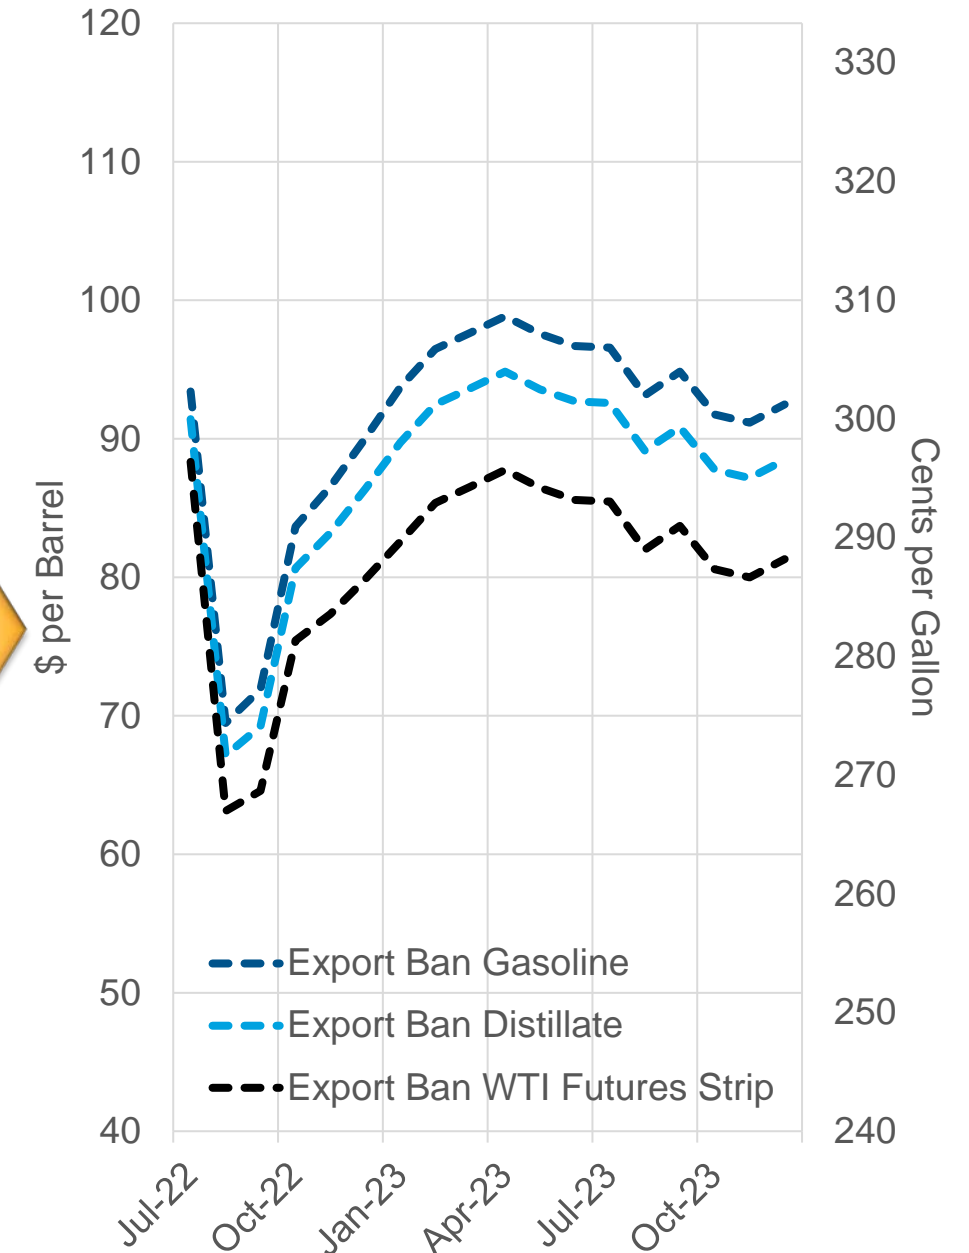 120
110
100
90
80
70
60
50
40
$ per Barrel
330
320
310
300
290
280
270
260
250
240
Cents per Gallon
Export Ban Gasoline
Export Ban Distillate
Export Ban WTI Futures Strip
Jul-22
Oct-22
Jan-23
Apr-23
Jul-23
Oct-23